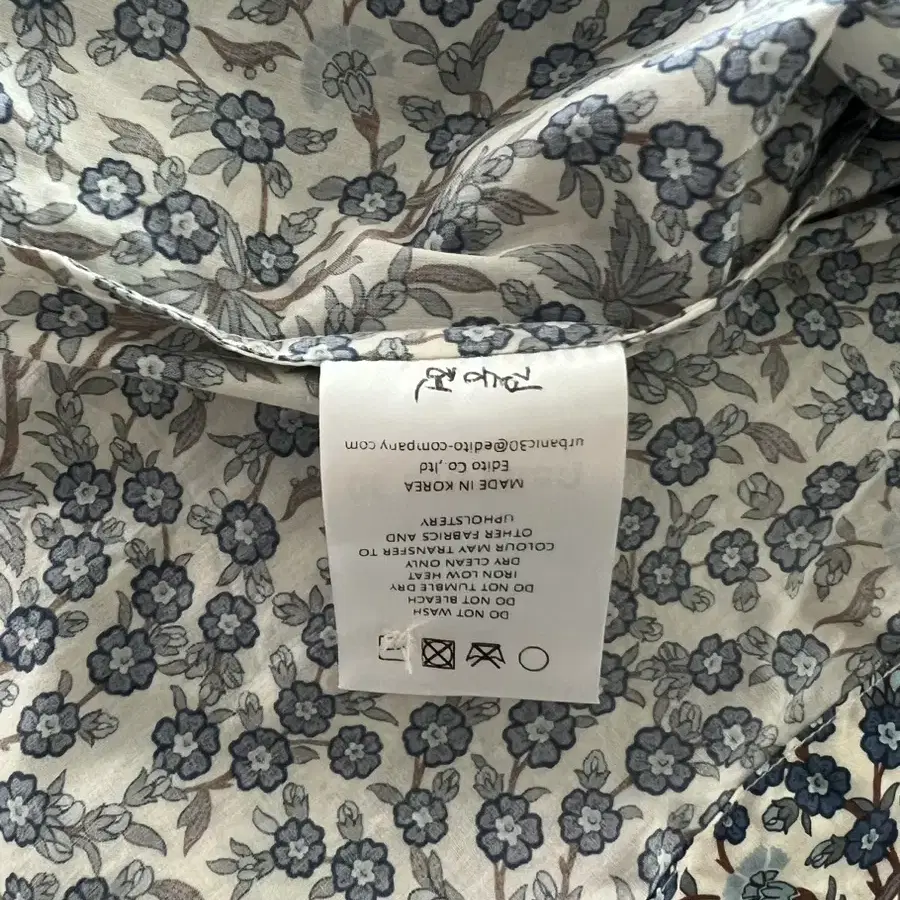 DO NOT WASH
DO NOT BLEACH
DO NOT TUMBLE DRY
IRON LOW HEAT
DRY CLEAN ONLY
COLOUR MAY TRANSFER TO
OTHER FABRICS AND
UPHOLSTERY
MADE IN KOREA
Edito Co.,ltd
urbanic30@edito-company.com